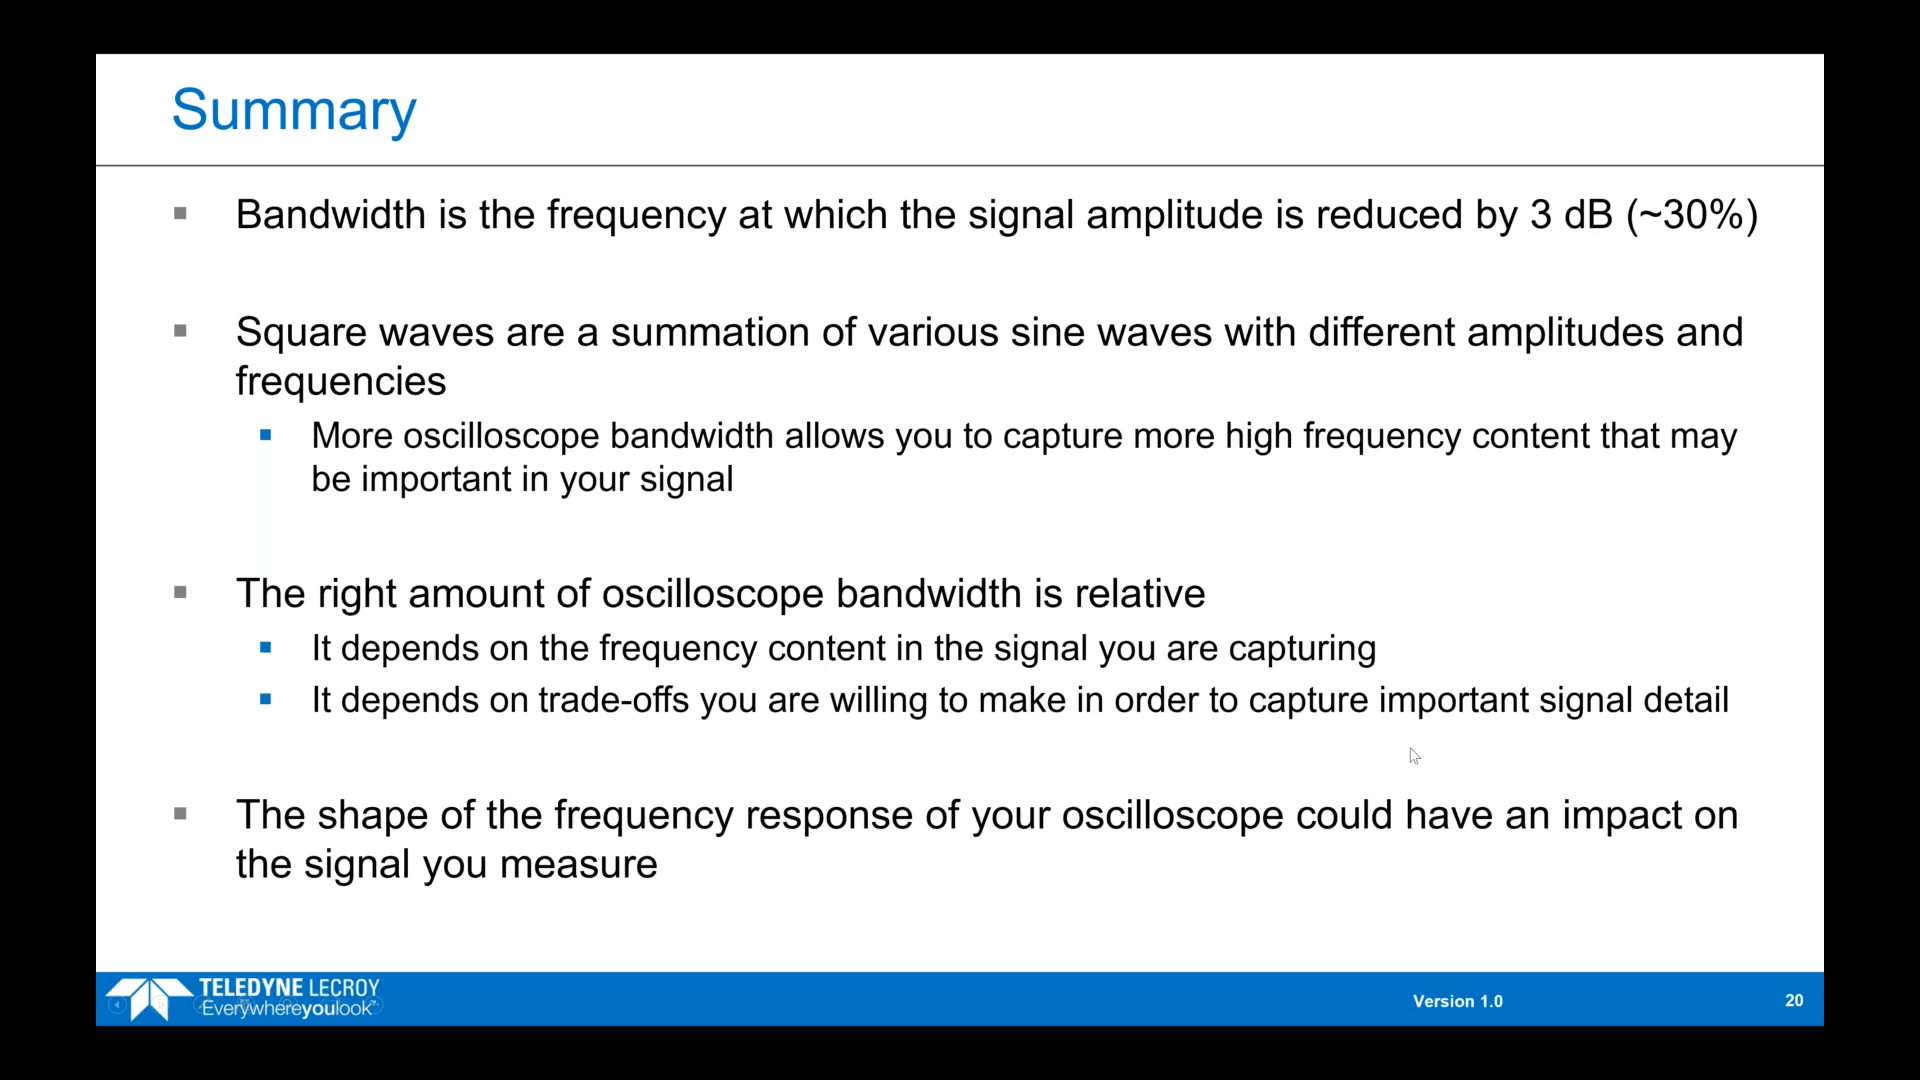 Summary
Bandwidth is the frequency at which the signal amplitude is reduced by 3 dB (~30%)
Square waves are a summation of various sine waves with different amplitudes and
frequencies
More oscilloscope bandwidth allows you to capture more high frequency content that may
be important in your signal
The right amount of oscilloscope bandwidth is relative
It depends on the frequency content in the signal you are capturing
It depends on trade-offs you are willing to make in order to capture important signal detail
The shape of the frequency response of your oscilloscope could have an impact on
the signal you measure
TELEDYNE LECROY
Everywhereyoulook™
Version 1.0
20